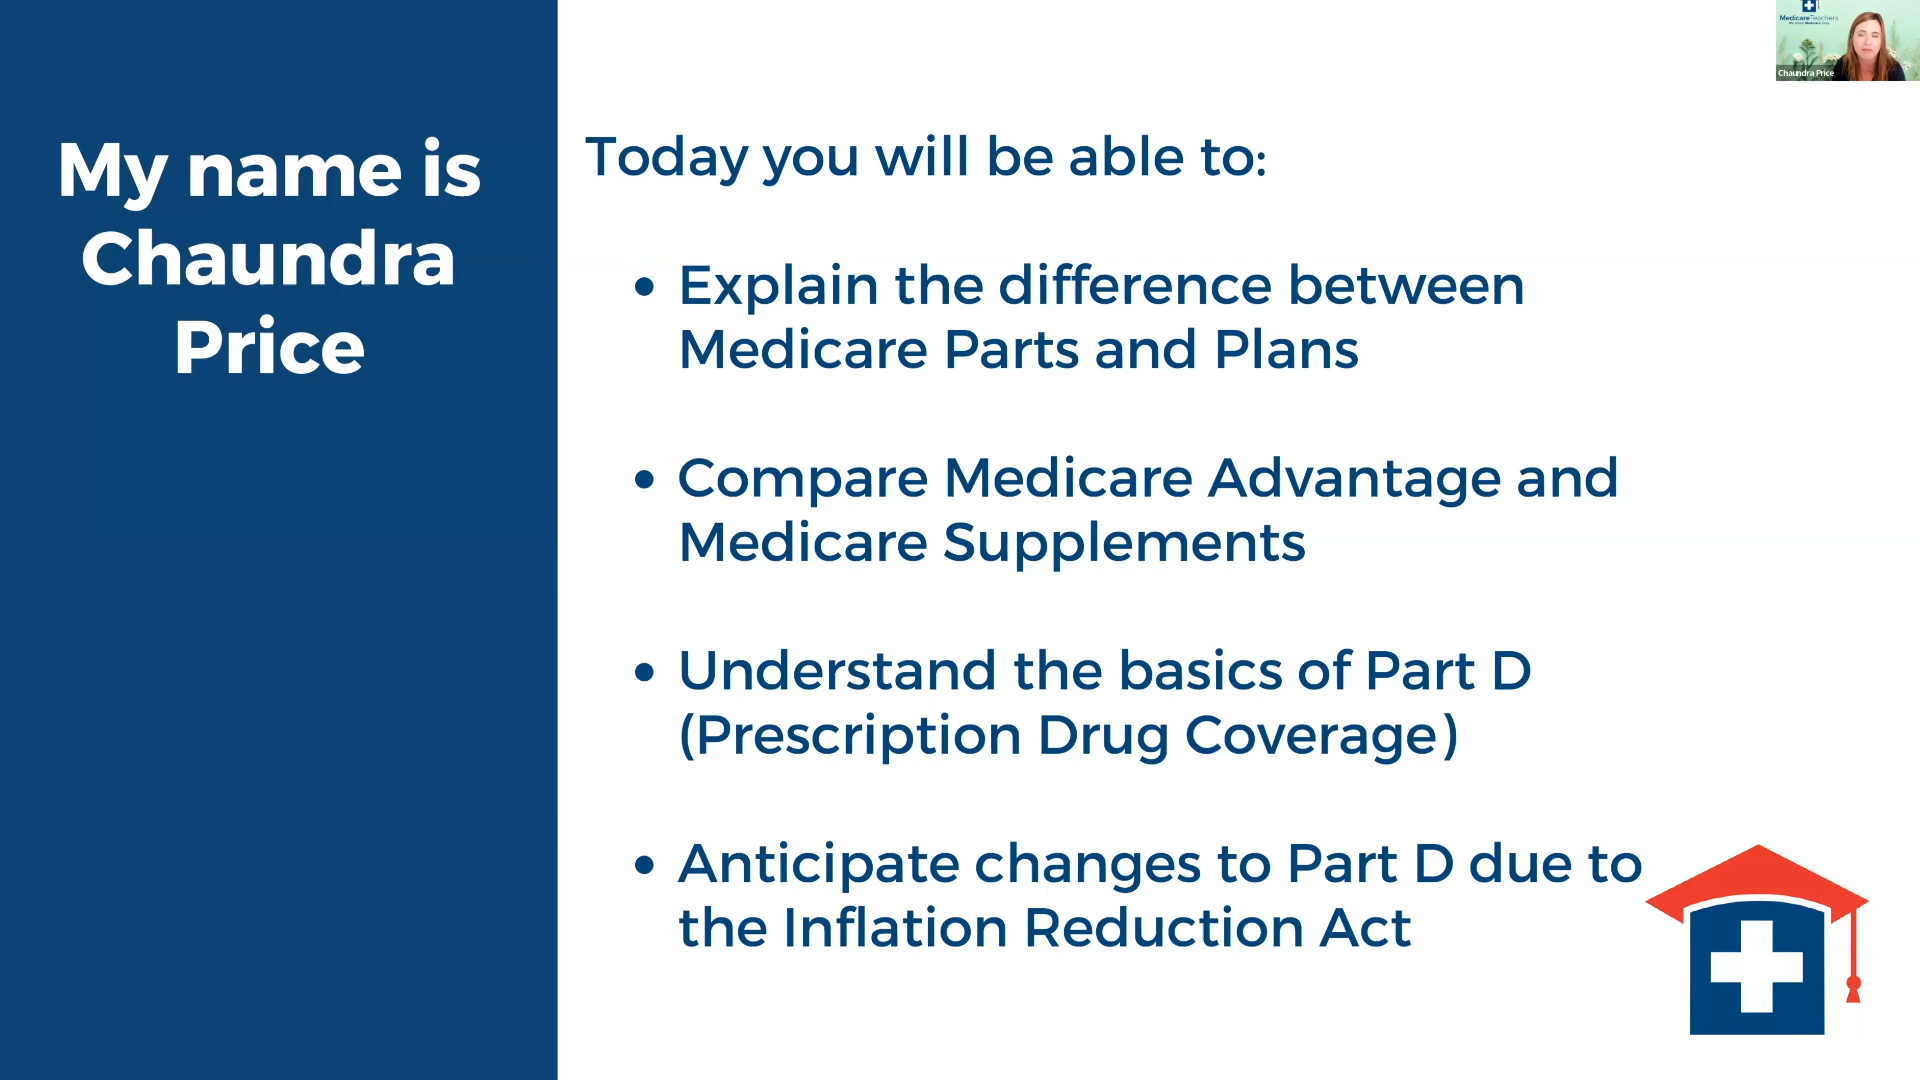 My name is
Chaundra
Price
Today you will be able to:
• Explain the difference between
Medicare Parts and Plans
• Compare Medicare Advantage and
Medicare Supplements
• Understand the basics of Part D
(Prescription Drug Coverage)
• Anticipate changes to Part D due to
the Inflation Reduction Act
MedicareTeachers
Chaundra Price